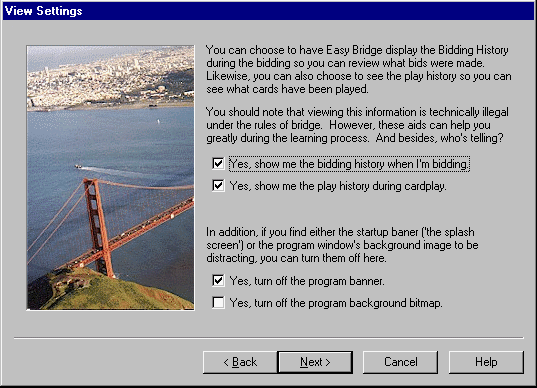 View Settings
You can choose to have Easy Bridge display the Bidding History
during the bidding so you can review what bids were made.
Likewise, you can also choose to see the play history so you can
see what cards have been played.
You should note that viewing this information is technically illegal
under the rules of bridge. However, these aids can help you
greatly during the learning process. And besides, who's telling?
Yes, show me the bidding history when I'm bidding.
Yes, show me the play history during cardplay.
In addition, if you find either the startup baner ('the splash
screen') or the program window's background image to be
distracting, you can turn them off here.
Yes, turn off the program banner.
Yes, turn off the program background bitmap.
< Back Next > Cancel Help